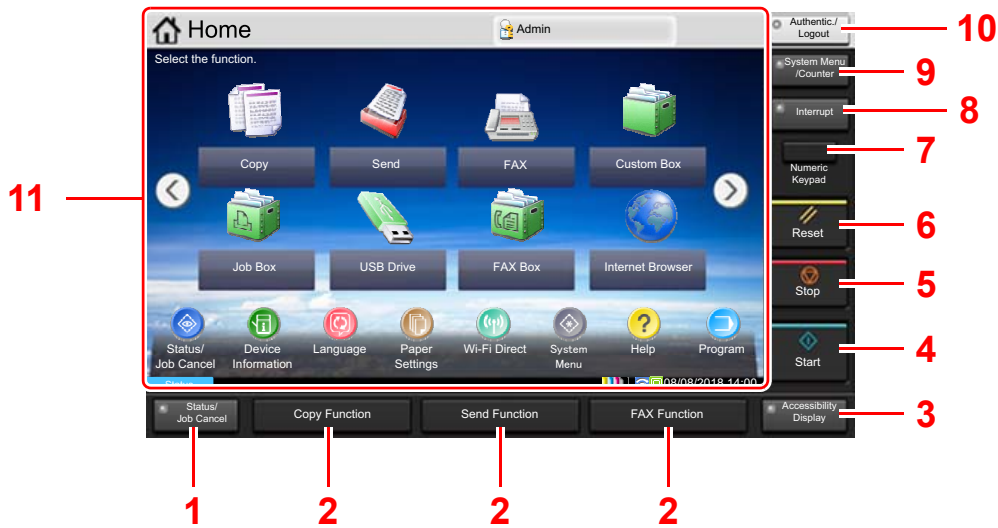 Home
Admin
Authentic./
Logout
10
Select the function.
System Menu
/Counter
9
Interrupt
8
Copy
Send
FAX
Custom Box
7
Numeric
Keypad
11
Reset
6
Job Box
USB Drive
FAX Box
Internet Browser
Stop
5
Status/
Job Cancel
Device
Information
Language
Paper
Settings
Wi-Fi Direct
System
Menu
Help
Program
Start
4
Status
08/08/2018 14:00
Status/
Job Cancel
Copy Function
Send Function
FAX Function
Accessibility
Display
3
1
2
2
2